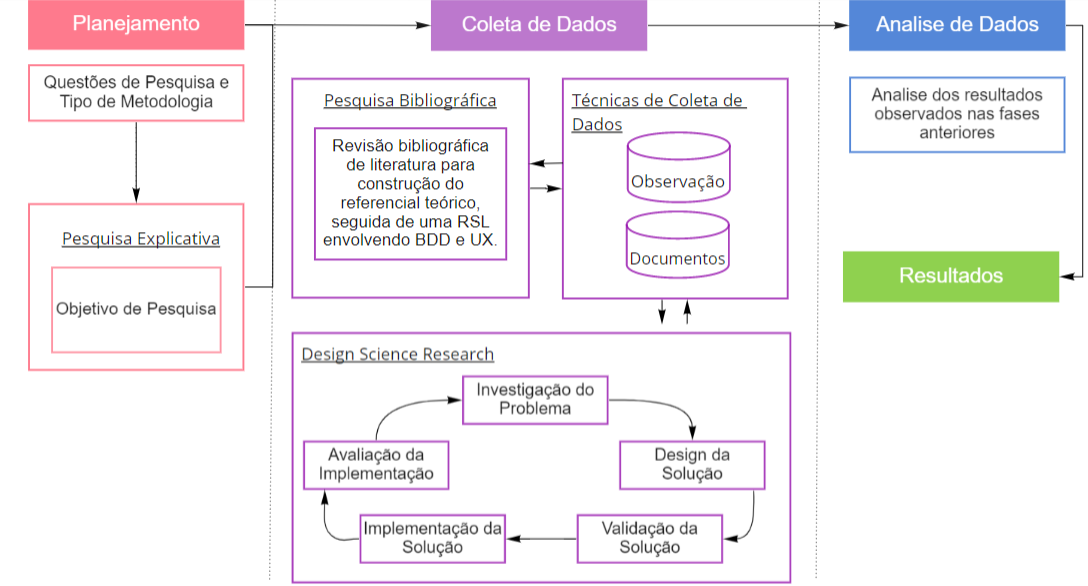 Planejamento
Coleta de Dados
Analise de Dados
Questões de Pesquisa e
Tipo de Metodologia
Pesquisa Explicativa
Objetivo de Pesquisa
Pesquisa Bibliográfica
Revisão bibliográfica
de literatura para
construção do
referencial teórico,
seguida de uma RSL
envolvendo BDD e UX.
Técnicas de Coleta de
Dados
Observação
Documentos
Design Science Research
Investigação do
Problema
Design da
Solução
Validação da
Solução
Implementação da
Solução
Avaliação da
Implementação
Analise dos resultados
observados nas fases
anteriores
Resultados